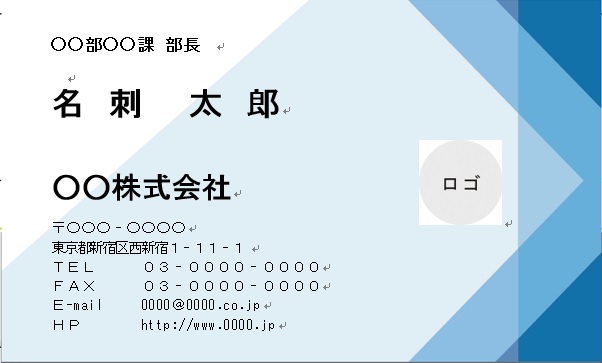 〇〇部〇〇課 部長
名 刺 太 郎
〇〇株式会社
ロゴ
〒〇〇〇－〇〇〇〇
東京都新宿区西新宿１－１１－１
ＴＥＬ ０３－００００－００００
ＦＡＸ ０３－００００－００００
E-mail 0000@0000.co.jp
ＨＰ http://www.0000.jp